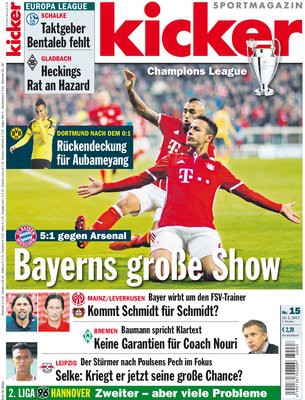 EUROPA LEAGUE
SCHALKE
Taktgeber
Bentaleb fehlt
GLADBACH
Heckings
Rat an Hazard
SPORTMAGAZIN
kicker
Champions League
DORTMUND NACH DEM 0:1
Rückendeckung
für Aubameyang
T
5:1 gegen Arsenal
Bayerns große Show
MAINZ/LEVERKUSEN Bayer wirbt um den FSV-Trainer
Kommt Schmidt für Schmidt?
BREMEN Baumann spricht Klartext
Keine Garantien für Coach Nouri
LEIPZIG Der Stürmer nach Poulsens Pech im Fokus
Selke: Kriegt er jetzt seine große Chance?
Nr. 15
16. 2. 2017
€ 2,20
2. LIGA 96 HANNOVER Zweiter – aber viele Probleme